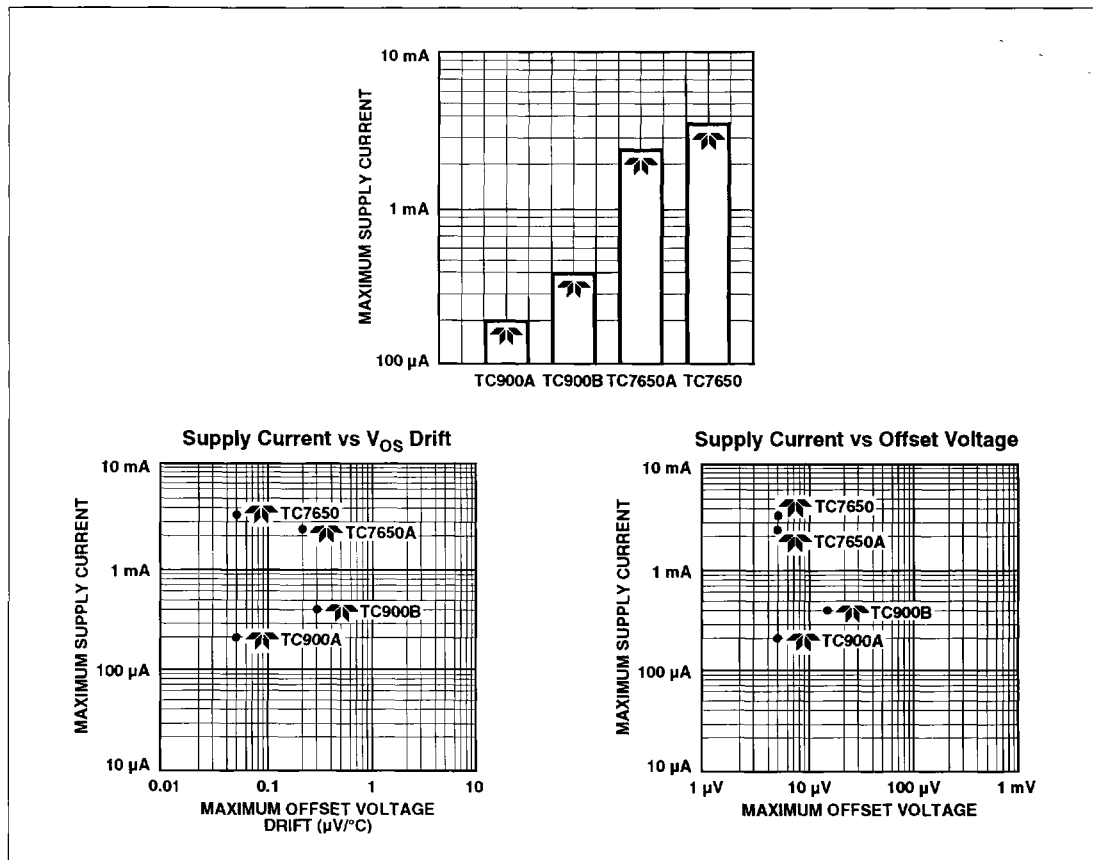 10 mA
1 mA
100 µA
MAXIMUM SUPPLY CURRENT
TC900A TC900B TC7650A TC7650
Supply Current vs VOS Drift
10 mA
1 mA
100 µA
10 µA
MAXIMUM SUPPLY CURRENT
TC7650
TC7650A
TC900B
TC900A
0.01 0.1 1 10
MAXIMUM OFFSET VOLTAGE
DRIFT (µV/°C)
Supply Current vs Offset Voltage
10 mA
1 mA
100 µA
10 µA
MAXIMUM SUPPLY CURRENT
TC7650
TC7650A
TC900B
TC900A
1 µV 10 µV 100 µV 1 mV
MAXIMUM OFFSET VOLTAGE